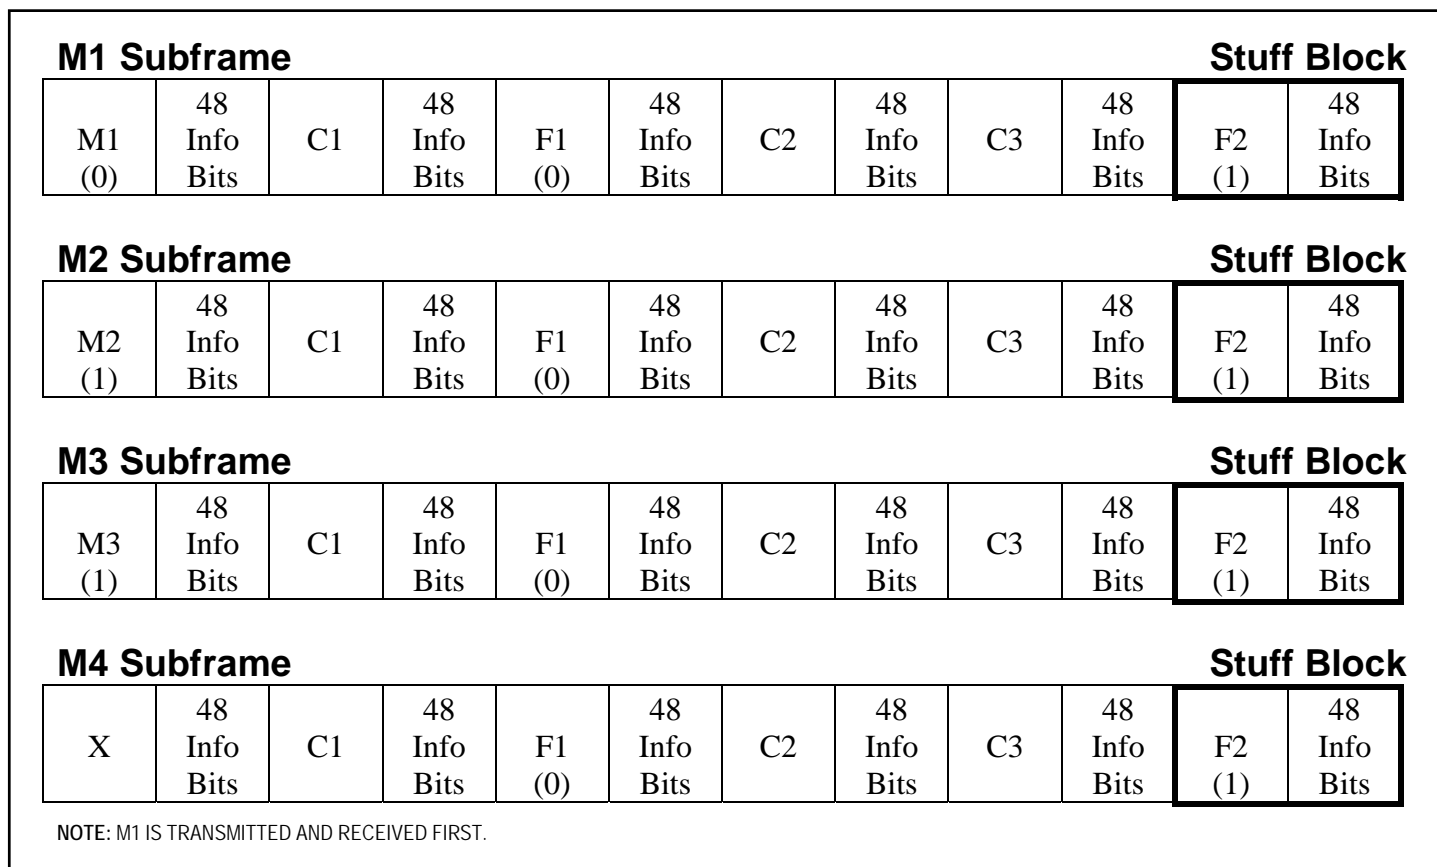 M1 Subframe Stuff Block
48 48 48 48 48 48
M1 Info C1 Info F1 Info C2 Info C3 Info F2 Info
(0) Bits Bits (0) Bits Bits Bits (1) Bits
M2 Subframe Stuff Block
48 48 48 48 48 48
M2 Info C1 Info F1 Info C2 Info C3 Info F2 Info
(1) Bits Bits (0) Bits Bits Bits (1) Bits
M3 Subframe Stuff Block
48 48 48 48 48 48
M3 Info C1 Info F1 Info C2 Info C3 Info F2 Info
(1) Bits Bits (0) Bits Bits Bits (1) Bits
M4 Subframe Stuff Block
48 48 48 48 48 48
X Info C1 Info F1 Info C2 Info C3 Info F2 Info
Bits Bits (0) Bits Bits Bits (1) Bits
NOTE: M1 IS TRANSMITTED AND RECEIVED FIRST.